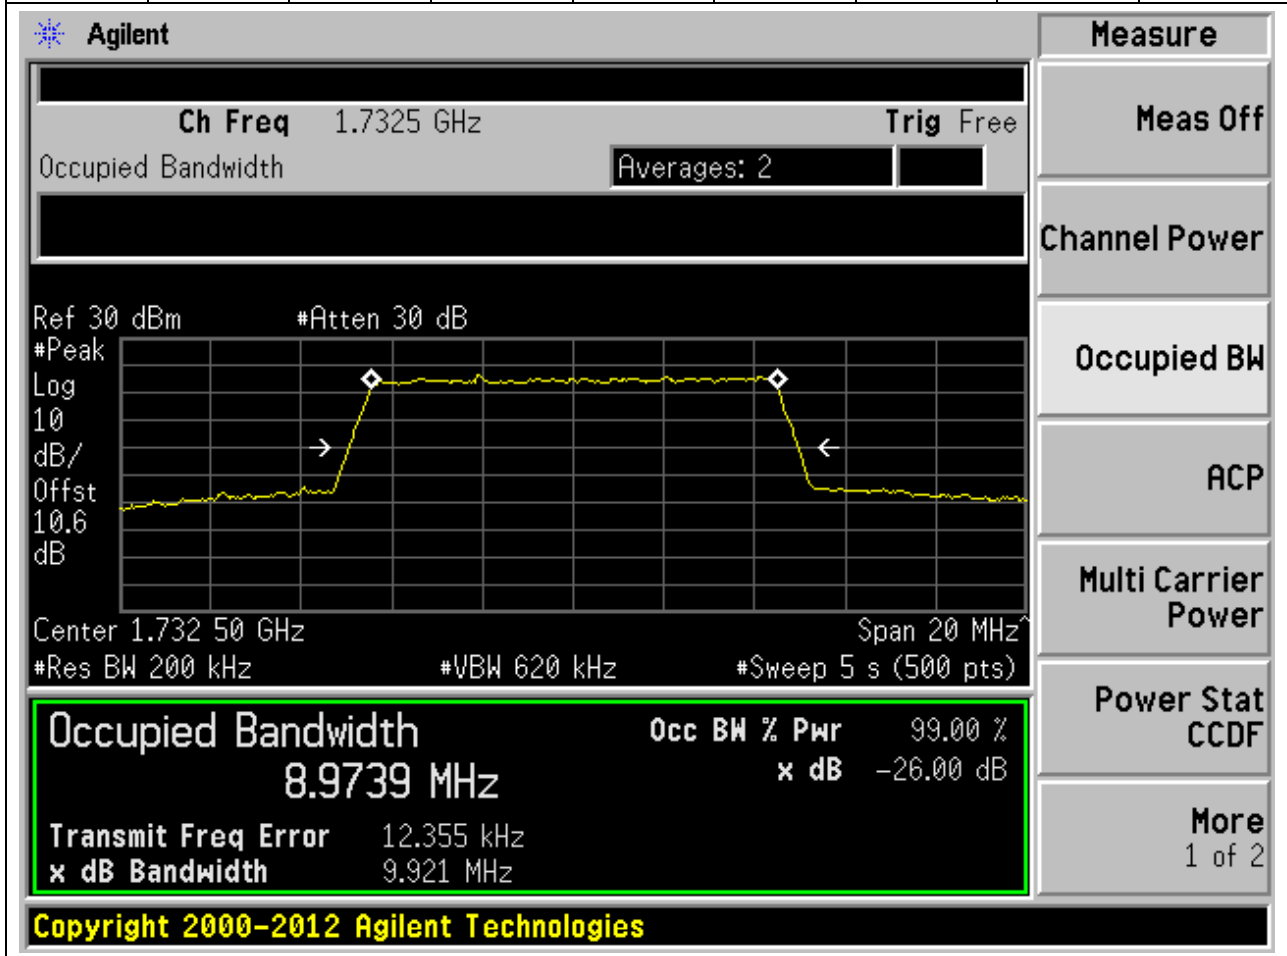 Agilent
Measure
Ch Freq 1.7325 GHz Trig Free
Occupied Bandwidth Averages: 2
Meas Off
Channel Power
Occupied BW
ACP
Multi Carrier
Power
Power Stat
CCDF
More
1 of 2
Ref 30 dBm #Atten 30 dB
#Peak
Log
10
dB/
Offst
10.6
dB
Center 1.732 50 GHz Span 20 MHz^
#Res BW 200 kHz #VBW 620 kHz #Sweep 5 s (500 pts)
Occupied Bandwidth Occ BW % Pwr 99.00 %
8.9739 MHz x dB -26.00 dB
Transmit Freq Error 12.355 kHz
x dB Bandwidth 9.921 MHz
Copyright 2000-2012 Agilent Technologies